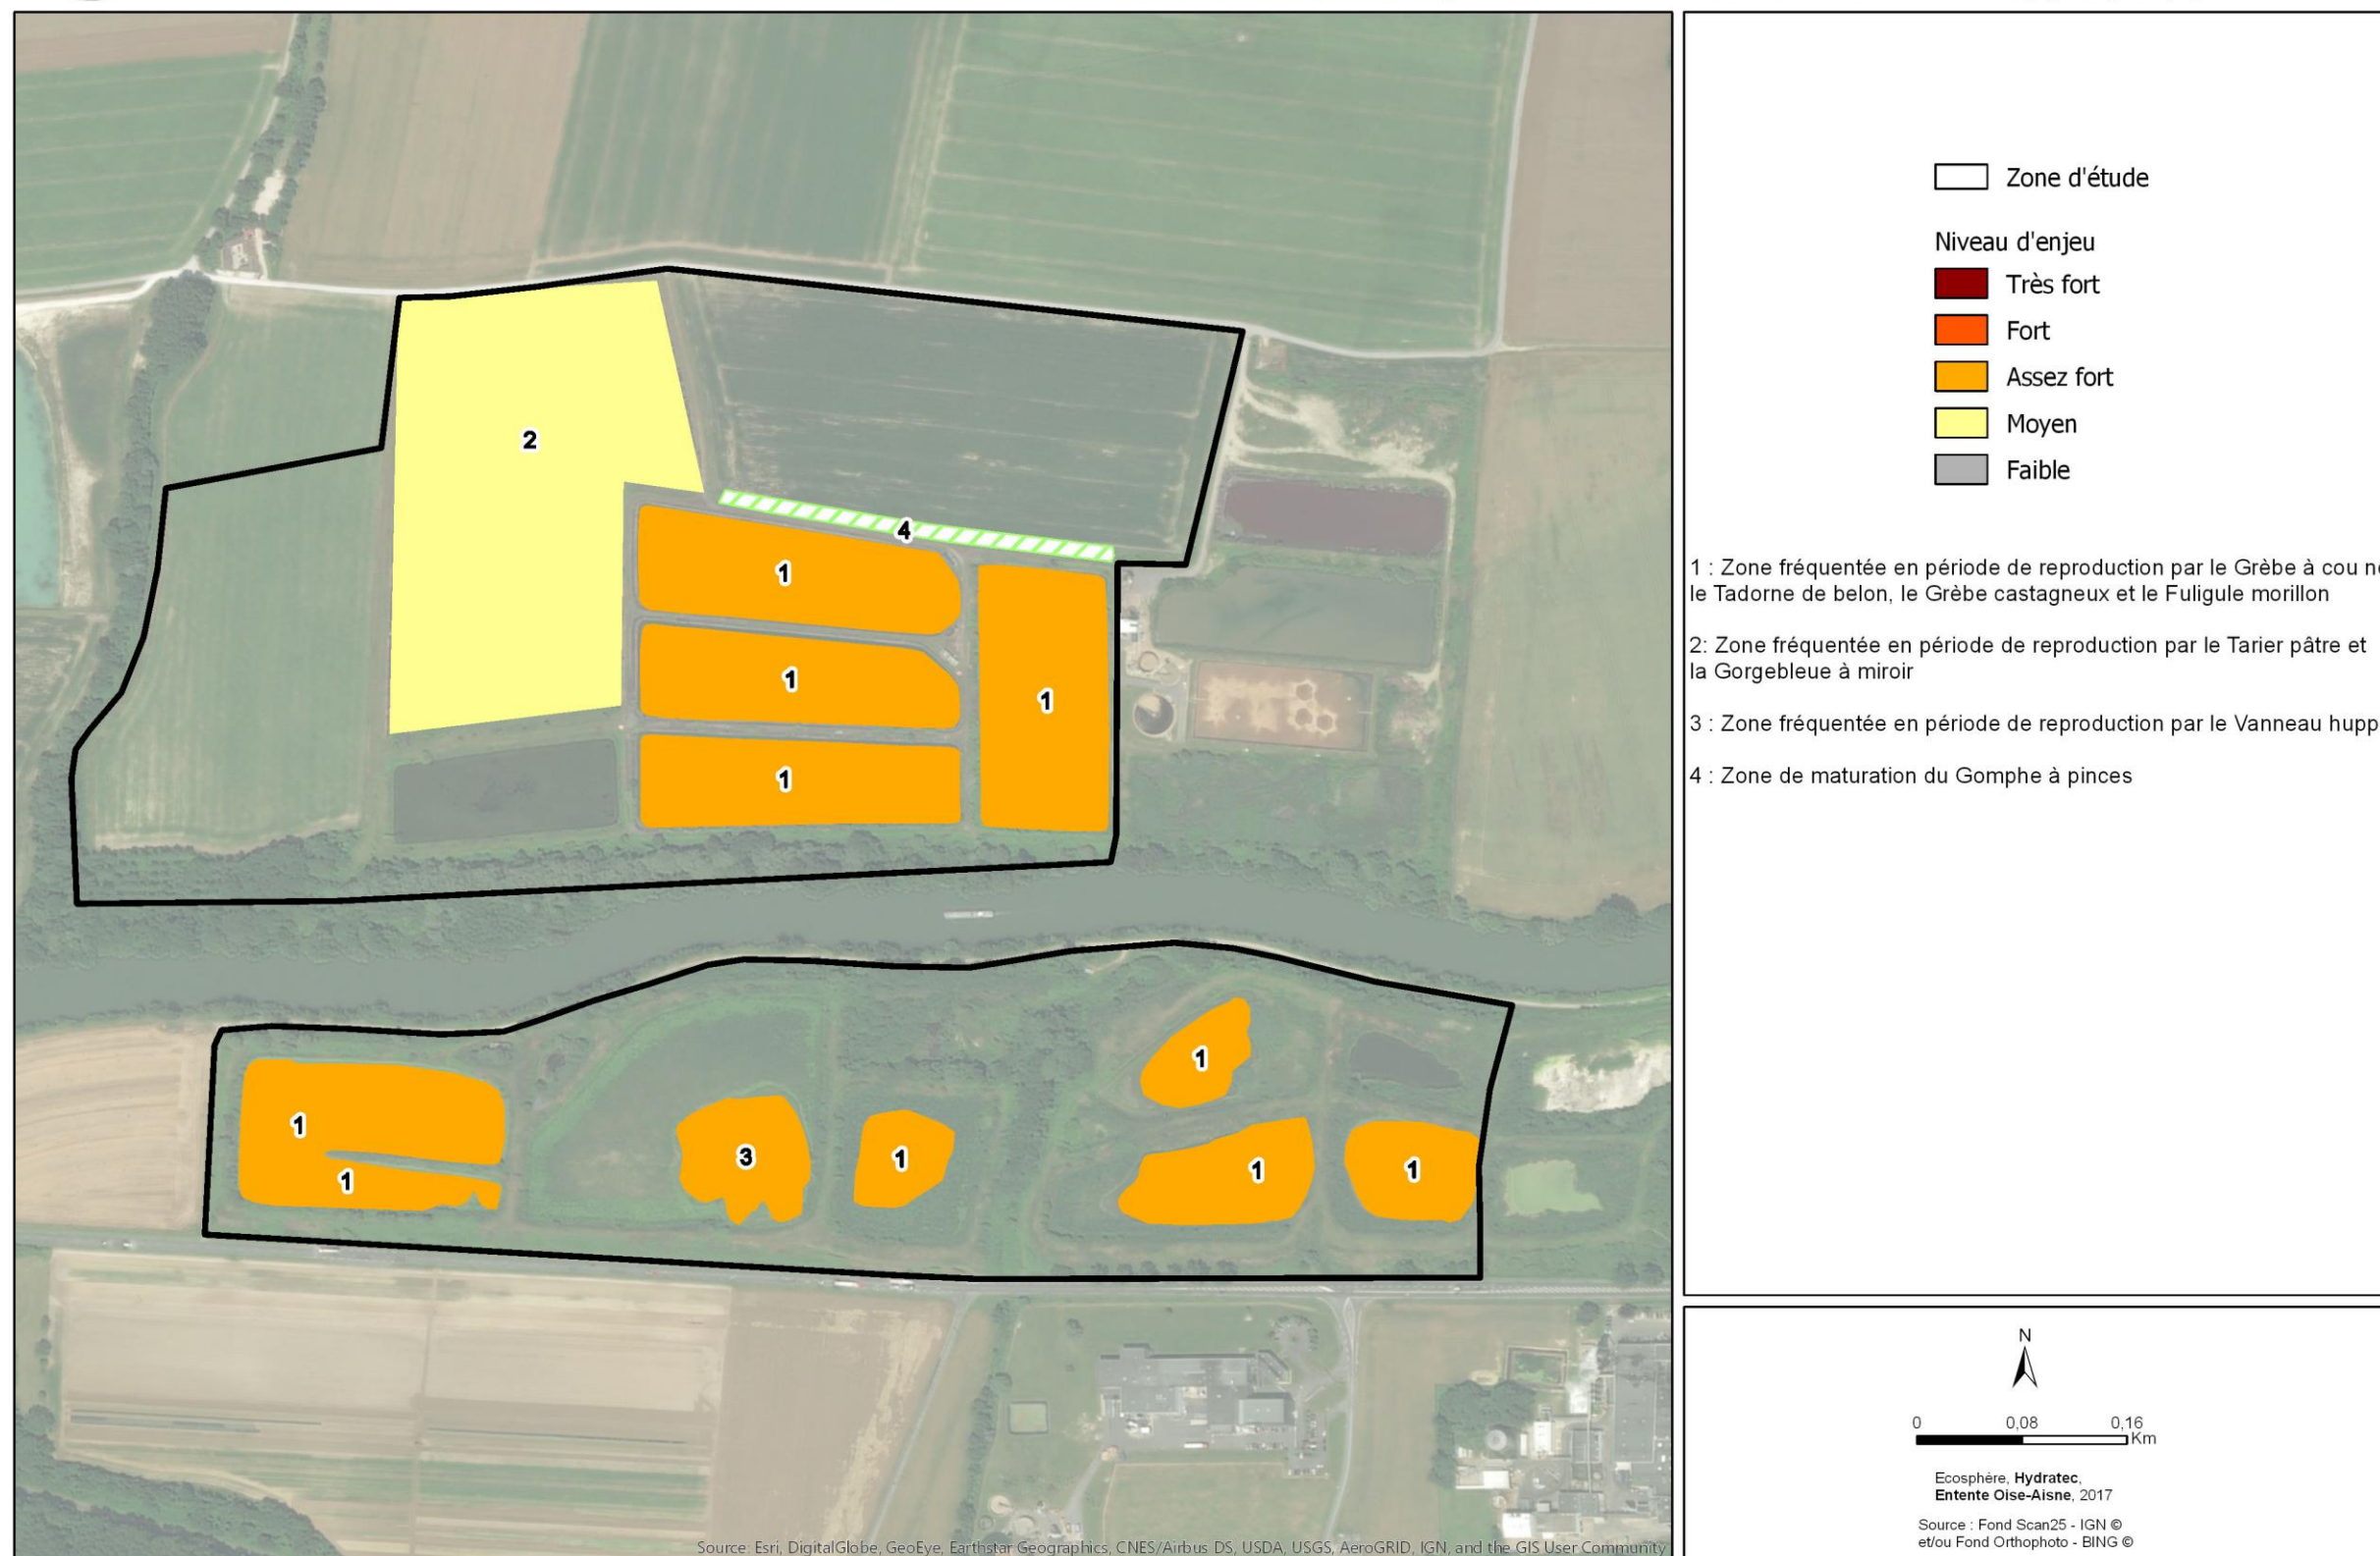 2
4
1
1
1
1
1
1
3
1
1
1
1
Source: Esri, DigitalGlobe, GeoEye, Earthstar Geographics, CNES/Airbus DS, USDA, USGS, AeroGRID, IGN, and the GIS User Community
Zone d'étude
Niveau d'enjeu
Très fort
Fort
Assez fort
Moyen
Faible
1 : Zone fréquentée en période de reproduction par le Grèbe à cou
le Tadorne de belon, le Grèbe castagneux et le Fuligule morillon
2: Zone fréquentée en période de reproduction par le Tarier pâtre et
la Gorgebleue à miroir
3 : Zone fréquentée en période de reproduction par le Vanneau hupp
4 : Zone de maturation du Gomphe à pinces
N
0 0,08 0,16
Km
Ecosphère, Hydratec,
Entente Oise-Aisne, 2017
Source : Fond Scan25 - IGN ©
et/ou Fond Orthophoto - BING ©